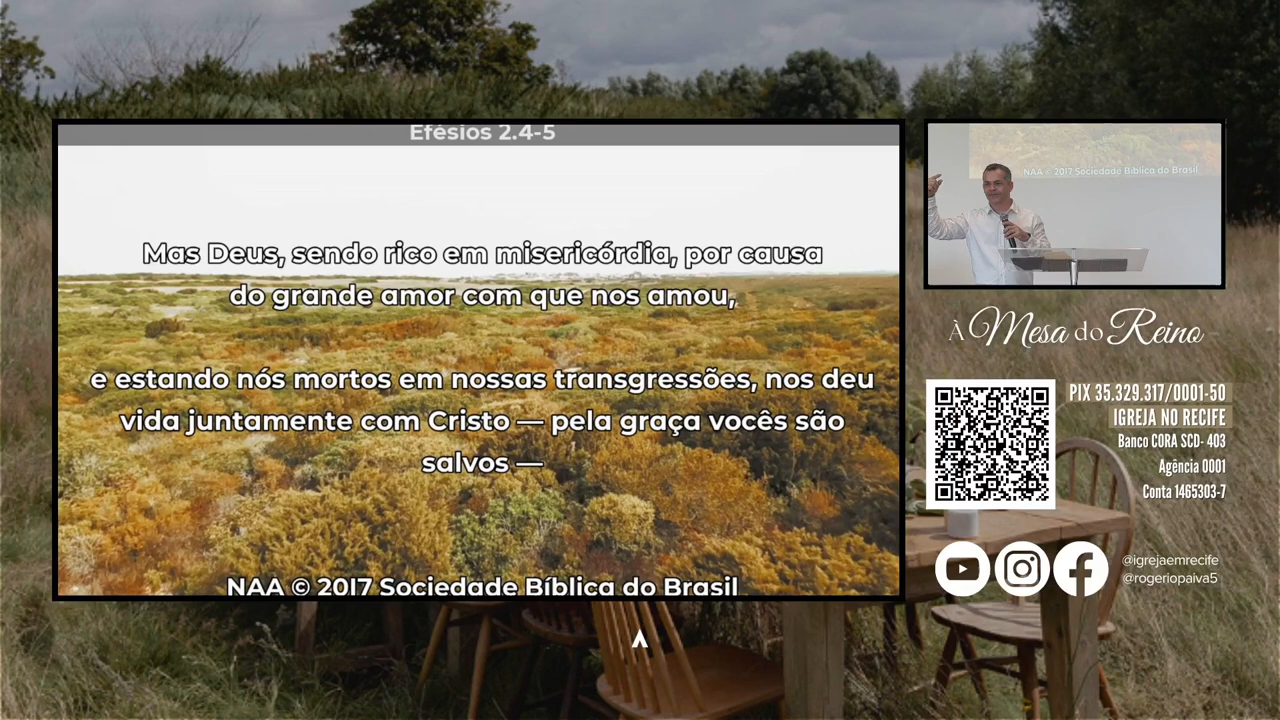 Efésios 2.4-5
Mas Deus, sendo rico em misericórdia, por causa
do grande amor com que nos amou,
e estando nós mortos em nossas transgressões, nos deu
vida juntamente com Cristo — pela graça vocês são
salvos —
NAA © 2017 Sociedade Bíblica do Brasil
NAA © 2017 Sociedade Bíblica do Brasil
À Mesa do Reino
PIX 35.329.317/0001-50
IGREJA NO RECIFE
Banco CORA SCD- 403
Agência 0001
Conta 1465303-7
@igrejaemrecife
@rogeriopaiva5